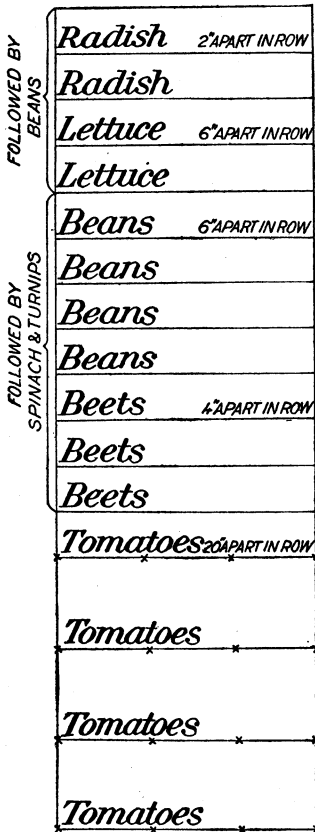 FOLLOWED BY
BEANS
Radish 2"APART IN ROW
Radish
Lettuce 6"APART IN ROW
Lettuce
FOLLOWED BY
SPINACH & TURNIPS
Beans 6"APART IN ROW
Beans
Beans
Beans
Beets 4"APART IN ROW
Beets
Beets
Tomatoes 20"APART IN ROW
Tomatoes
Tomatoes
Tomatoes